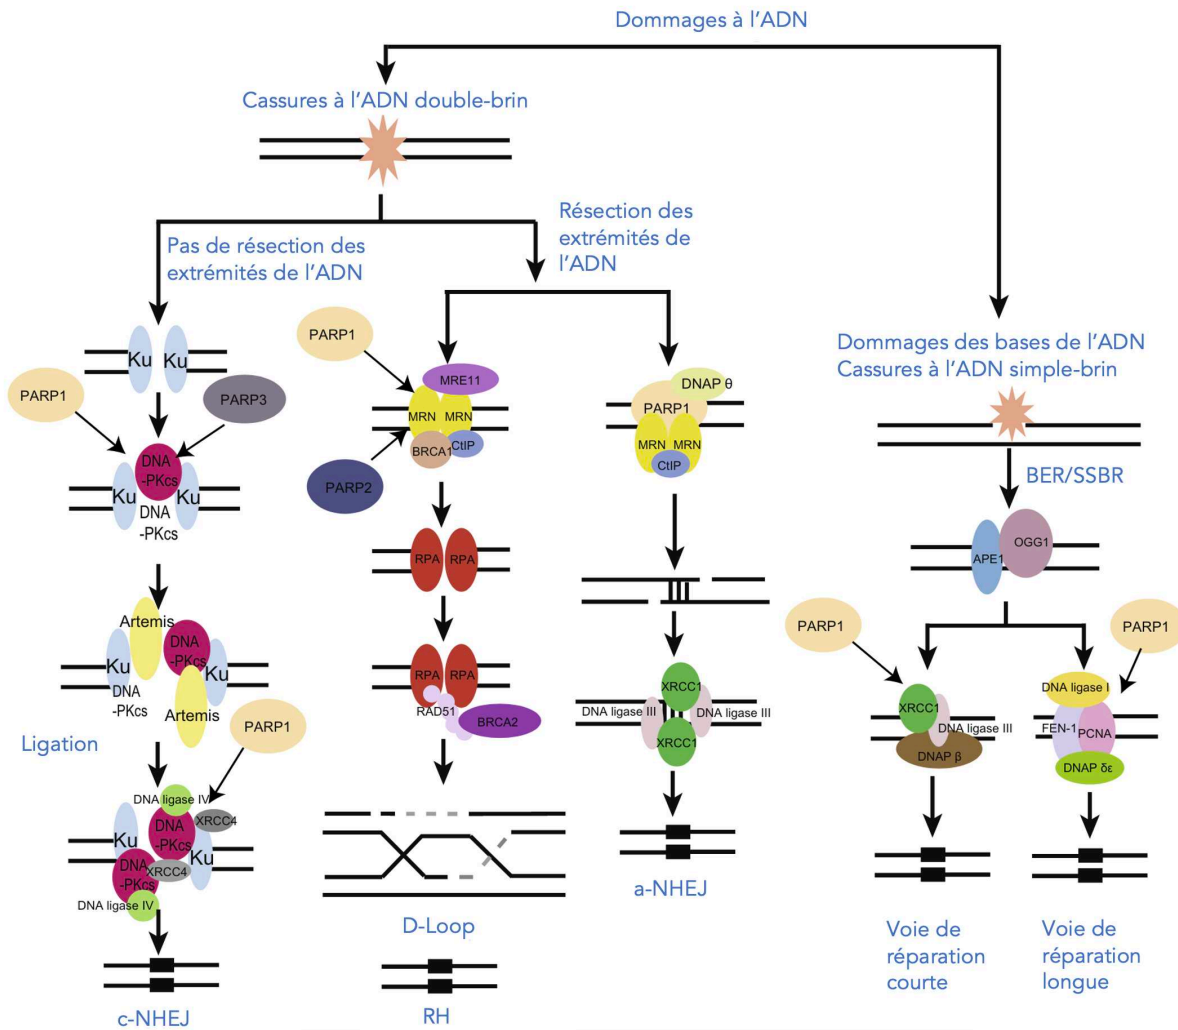 Dommages à l'ADN
Cassures à l'ADN double-brin
Pas de résection des
extrémités de l'ADN
Résection des
extrémités de
l'ADN
Ku
Ku
PARP1
PARP3
DNA
-PKcs
Ku
Ku
DNA
-PKcs
Artemis
DNA
-PKcs
Ku
Ku
DNA
-PKcs
Artemis
PARP1
Ligation
DNA ligase IV
XRCC4
DNA
-PKcs
Ku
Ku
DNA
-PKcs
XRCC4
DNA ligase IV
c-NHEJ
PARP1
MRE11
MRN
MRN
BRCA1
CtIP
PARP2
RPA
RPA
RPA
RPA
RAD51
BRCA2
D-Loop
RH
DNAP θ
PARP1
MRN
MRN
CtIP
XRCC1
DNA ligase III
DNA ligase III
XRCC1
a-NHEJ
Dommages des bases de l'ADN
Cassures à l'ADN simple-brin
BER/SSBR
APE1
OGG1
PARP1
PARP1
XRCC1
DNA ligase III
DNAP β
DNA ligase I
FEN-1
PCNA
DNAP δε
Voie de
réparation
courte
Voie de
réparation
longue